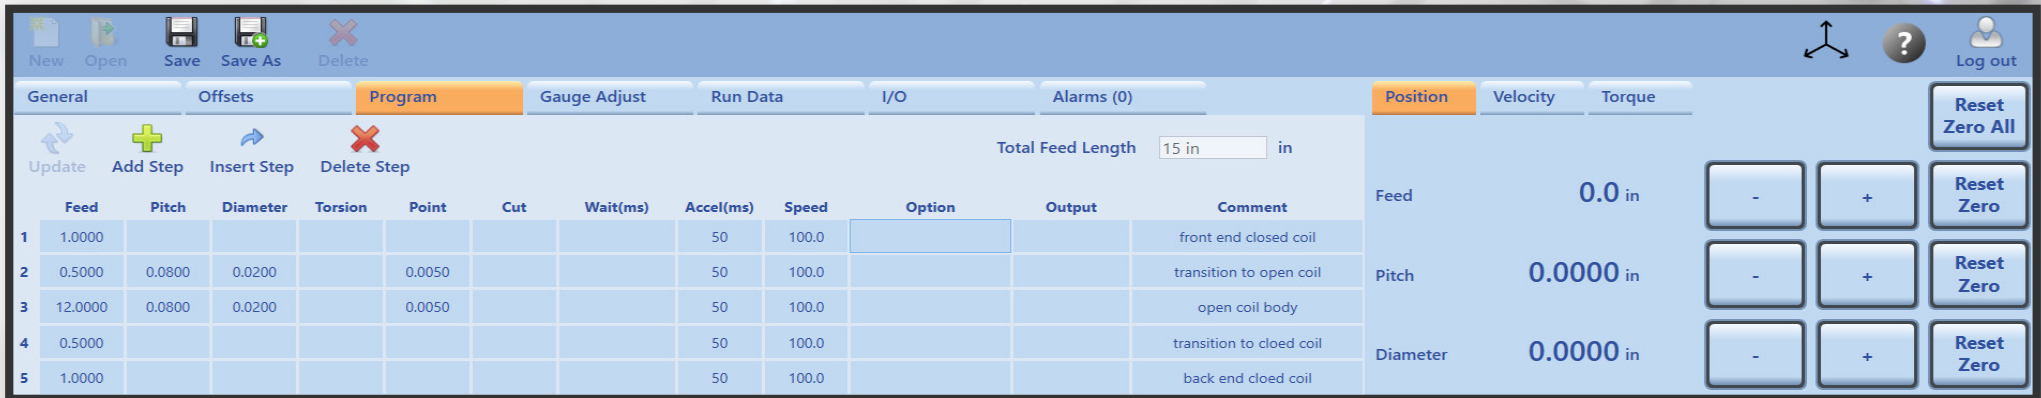 New Open Save Save As Delete Log out
General Offsets Program Gauge Adjust Run Data I/O Alarms (0) Position Velocity Torque
Reset Zero All
Update Add Step Insert Step Delete Step Total Feed Length 15 in in
Feed Pitch Diameter Torsion Point Cut Wait(ms) Accel(ms) Speed Option Output Comment
1 1.0000 50 100.0 front end closed coil
2 0.5000 0.0800 0.0200 0.0050 50 100.0 transition to open coil
3 12.0000 0.0800 0.0200 0.0050 50 100.0 open coil body
4 0.5000 50 100.0 transition to cloed coil
5 1.0000 50 100.0 back end cloed coil
Feed 0.0 in - + Reset Zero
Pitch 0.0000 in - + Reset Zero
Diameter 0.0000 in - + Reset Zero